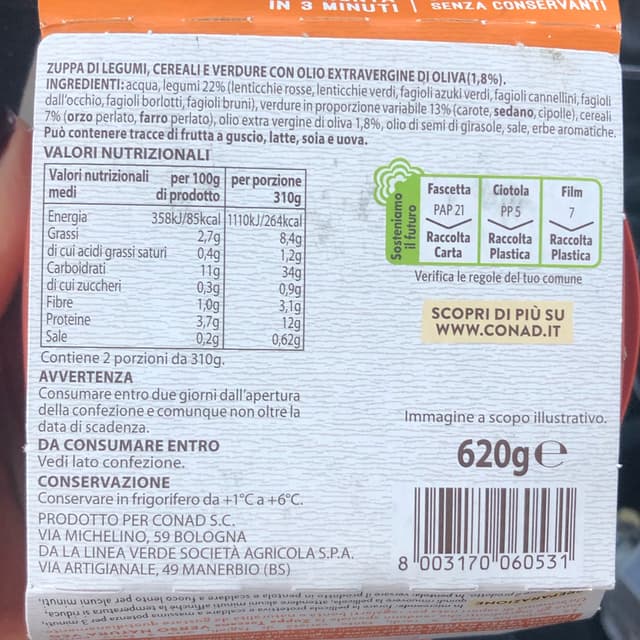 IN 3 MINUTI | SENZA CONSERVANTI
ZUPPA DI LEGUMI, CEREALI E VERDURE CON OLIO EXTRAVERGINE DI OLIVA(1,8%).
INGREDIENTI: acqua, legumi 22% (lenticchie rosse, lenticchie verdi, fagioli azuki verdi, fagioli cannellini, fagioli
dall'occhio, fagioli borlotti, fagioli bruni), verdure in proporzione variabile 13% (carote, sedano, cipolle), cereali
7% (orzo perlato, farro perlato), olio extra vergine di oliva 1,8%, olio di semi di girasole, sale, erbe aromatiche.
Può contenere tracce di frutta a guscio, latte, soia e uova.
VALORI NUTRIZIONALI
Valori nutrizionali per 100g per porzione
medi di prodotto 310g
Energia 358kJ/85kcal 1110kJ/264kcal
Grassi 2,7g 8,4g
di cui acidi grassi saturi 0,4g 1,2g
Carboidrati 11g 34g
di cui zuccheri 0,3g 0,9g
Fibre 1,0g 3,1g
Proteine 3,7g 12g
Sale 0,2g 0,62g
Contiene 2 porzioni da 310g.
AVVERTENZA
Consumare entro due giorni dall'apertura
della confezione e comunque non oltre la
data di scadenza.
DA CONSUMARE ENTRO
Vedi lato confezione.
CONSERVAZIONE
Conservare in frigorifero da +1°C a +6°C.
PRODOTTO PER CONAD S.C.
VIA MICHELINO, 59 BOLOGNA
DA LA LINEA VERDE SOCIETÀ AGRICOLA S.P.A.
VIA ARTIGIANALE, 49 MANERBIO (BS)
Sosteniamo
il futuro
Fascetta Ciotola Film
PAP 21 PP 5 7
Raccolta Raccolta Raccolta
Carta Plastica Plastica
Verifica le regole del tuo comune
SCOPRI DI PIÙ SU
WWW.CONAD.IT
Immagine a scopo illustrativo.
620g℮
8 003170 060531
PREPARAZIONE